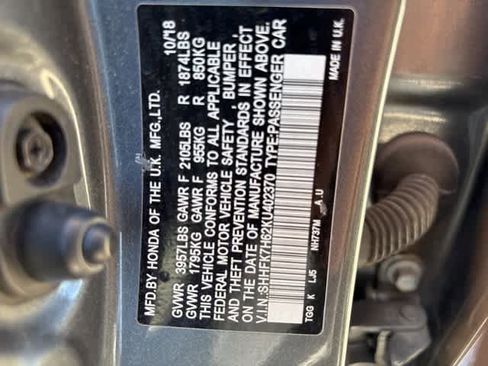 MFD.BY HONDA OF THE U.K. MFG.,LTD. 10/18
GVWR 3957LBS GAWR F 2105LBS R 1874LBS
GVWR 1795KG GAWR F 955KG R 850KG
THIS VEHICLE CONFORMS TO ALL APPLICABLE
FEDERAL MOTOR VEHICLE SAFETY , BUMPER ,
AND THEFT PREVENTION STANDARDS IN EFFECT
ON THE DATE OF MANUFACTURE SHOWN ABOVE.
V.I.N.:SHHFK7H62KU402370 TYPE:PASSENGER CAR
NH737M A U MADE IN U.K.
TGG K LJ5